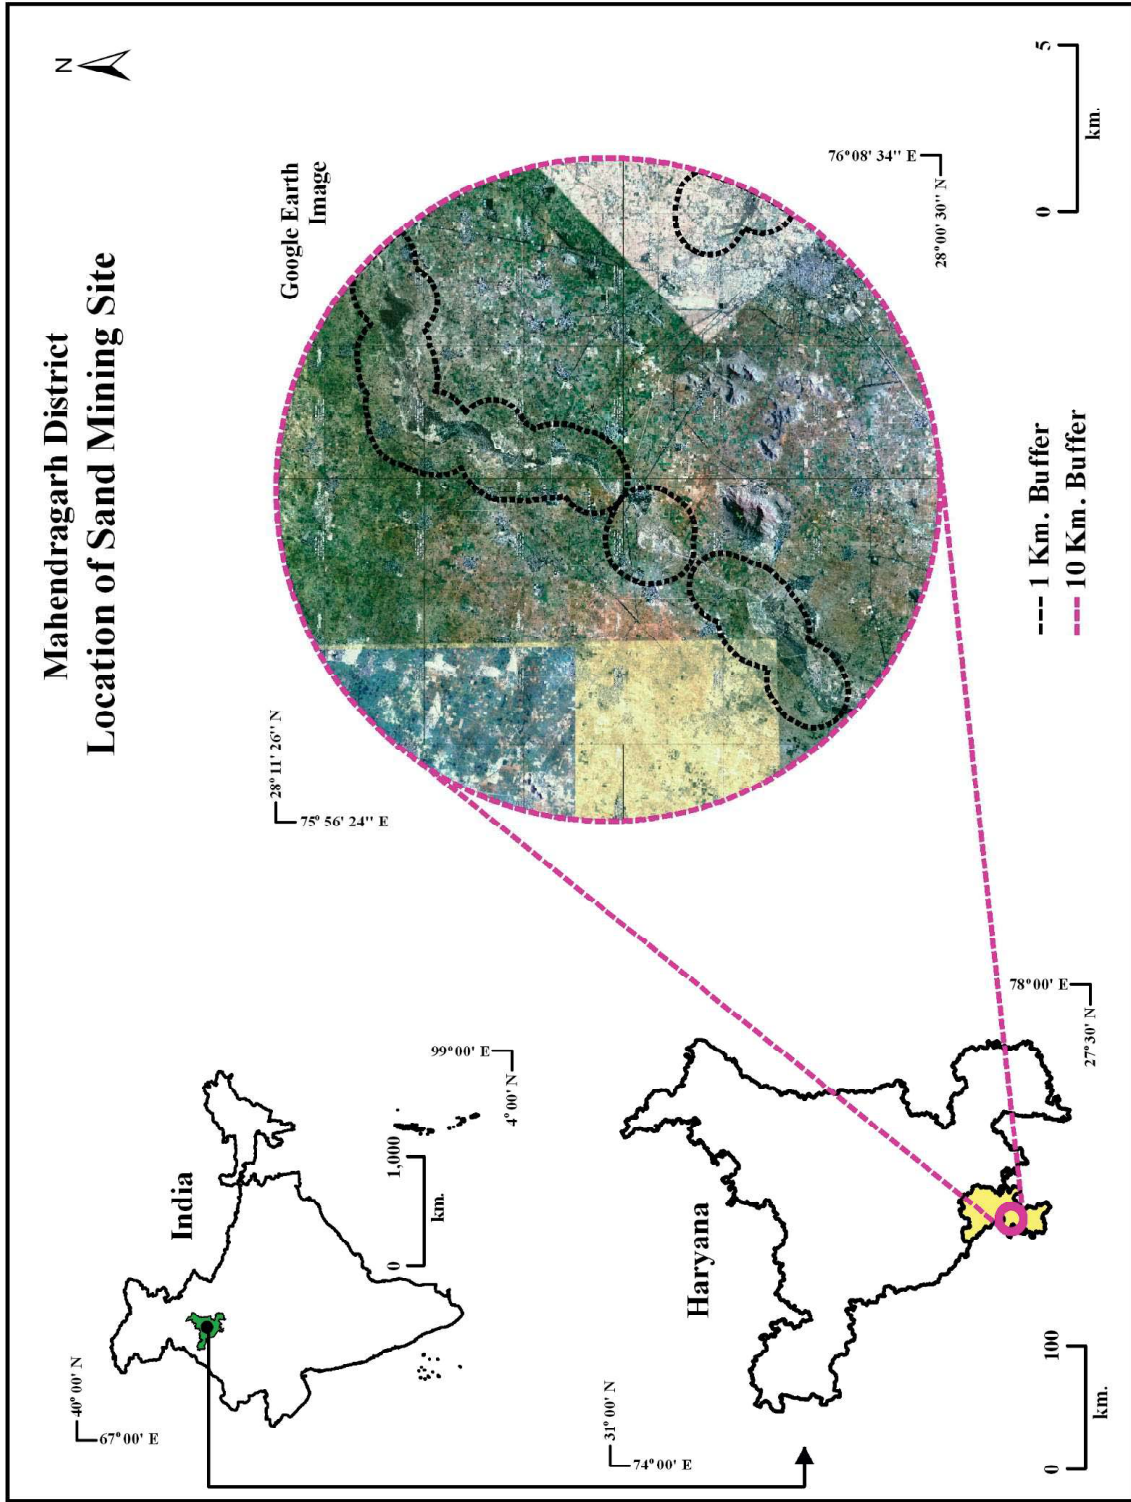 Mahendragarh District
Location of Sand Mining Site
N
40° 00' N
67° 00' E
India
0
1,000
km.
99° 00' E
4° 00' N
31° 00' N
74° 00' E
Haryana
0
100
km.
78° 00' E
27° 30' N
28° 11' 26'' N
75° 56' 24'' E
Google Earth
Image
76° 08' 34'' E
28° 00' 30'' N
1 Km. Buffer
10 Km. Buffer
0
5
km.